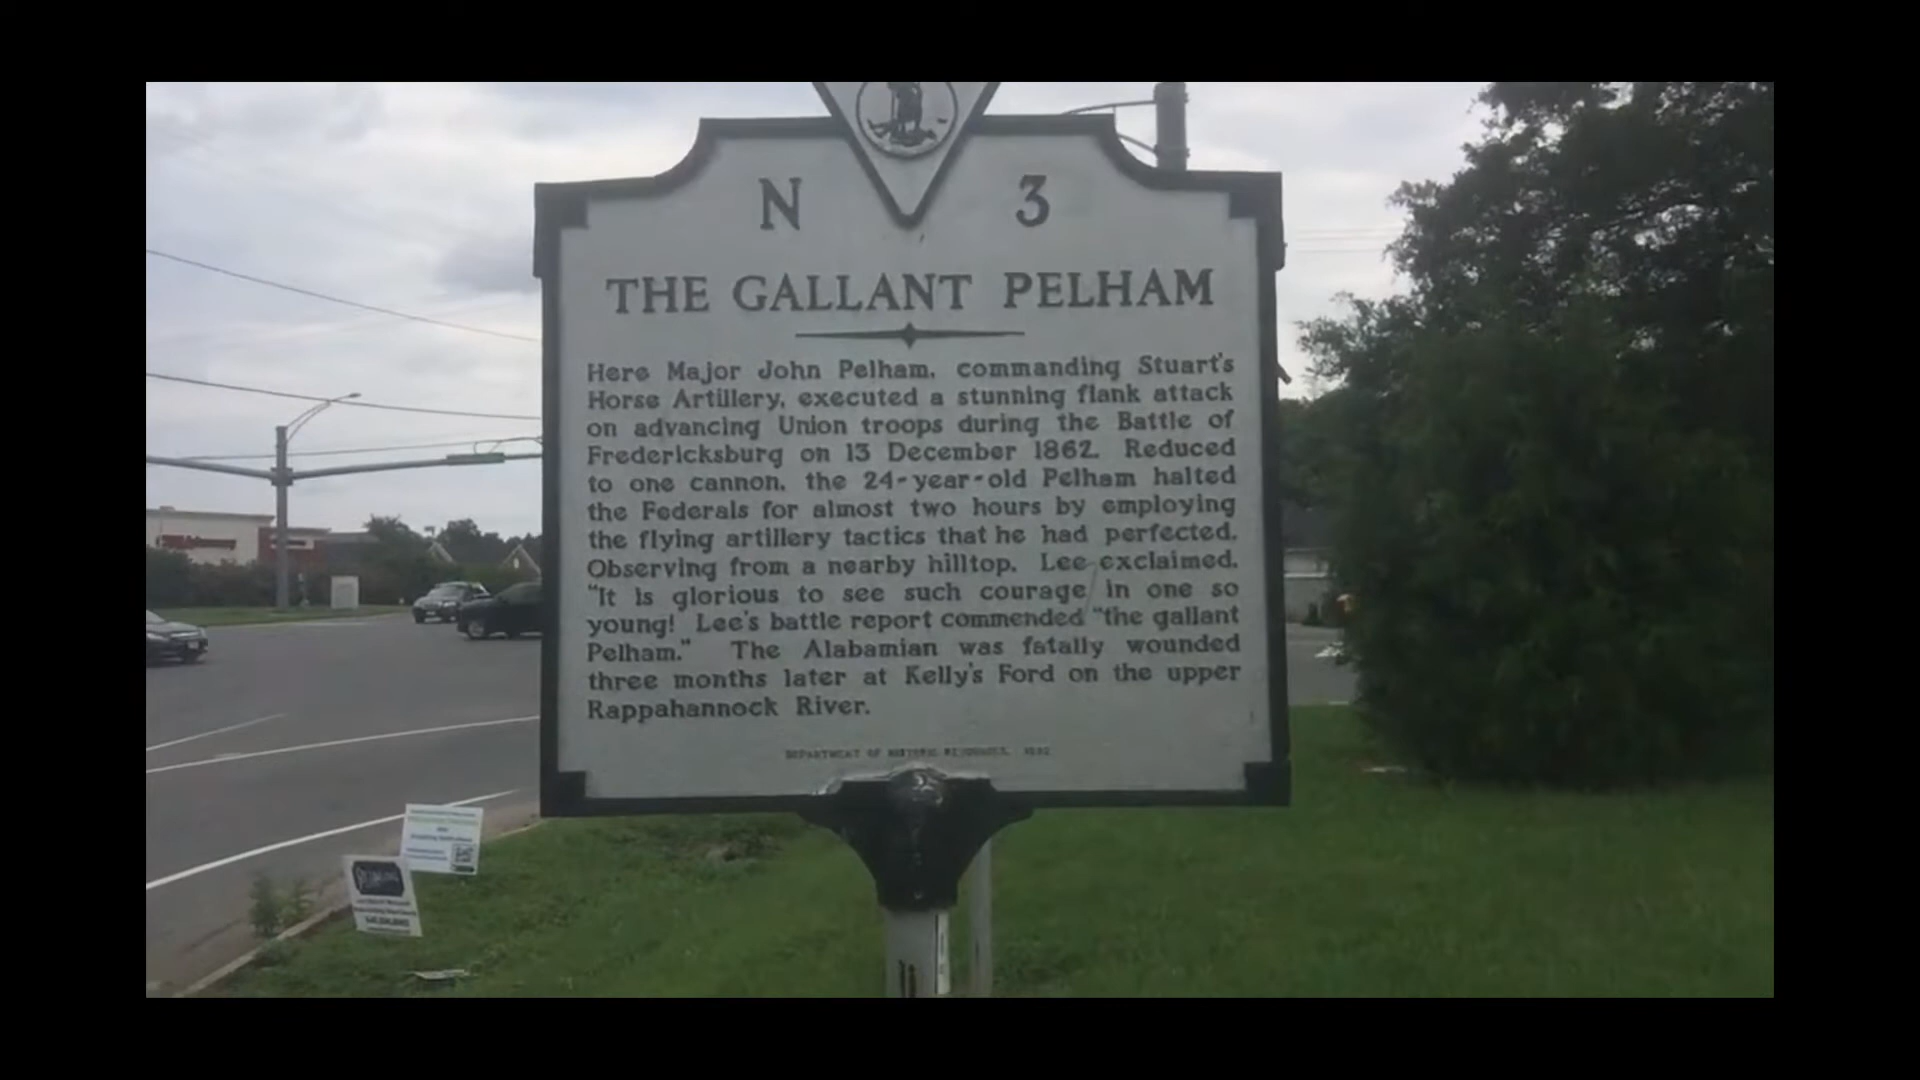 N 3
THE GALLANT PELHAM
Here Major John Pelham, commanding Stuart's
Horse Artillery, executed a stunning flank attack
on advancing Union troops during the Battle of
Fredericksburg on 13 December 1862. Reduced
to one cannon, the 24-year-old Pelham halted
the Federals for almost two hours by employing
the flying artillery tactics that he had perfected.
Observing from a nearby hilltop, Lee exclaimed,
"It is glorious to see such courage in one so
young! Lee's battle report commended "the gallant
Pelham." The Alabamian was fatally wounded
three months later at Kelly's Ford on the upper
Rappahannock River.
DEPARTMENT OF HISTORIC RESOURCES,